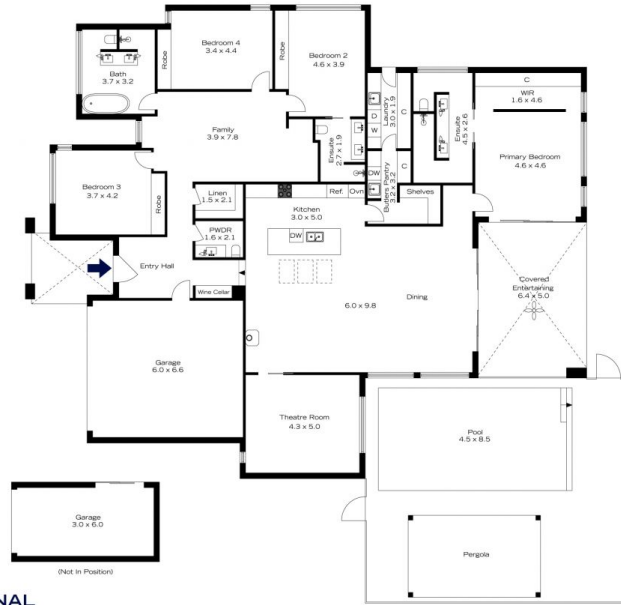 Bedroom 4
3.4 x 4.4
Robe
Robe
Bedroom 2
4.6 x 3.9
Bath
3.7 x 3.2
Family
3.9 x 7.8
Ensuite
2.7 x 1.9
Laundry
3.0 x 1.9
D
W
C
C
DW
Butlers Pantry
3.2 x 3.2
Shelves
Ensuite
4.5 x 2.6
C
WIR
1.6 x 4.6
Primary Bedroom
4.6 x 4.6
Bedroom 3
3.7 x 4.2
Robe
Linen
1.5 x 2.1
PWDR
1.6 x 2.1
Ref.
Ovn
Kitchen
3.0 x 5.0
DW
Entry Hall
Wine Cellar
6.0 x 9.8
Dining
Covered
Entertaining
6.4 x 5.0
Garage
6.0 x 6.6
Theatre Room
4.3 x 5.0
Pool
4.5 x 8.5
Pergola
Garage
3.0 x 6.0
(Not In Position)
NAL